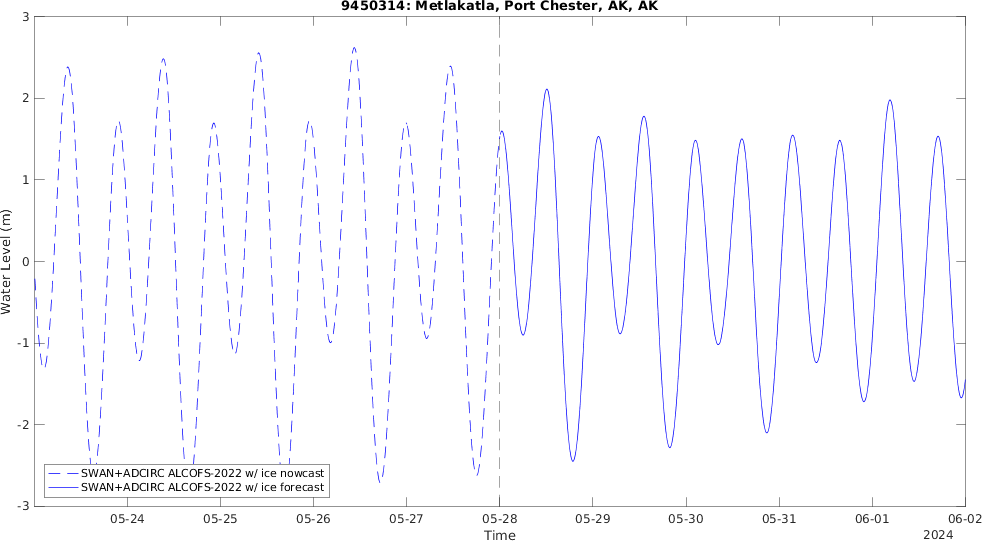 9450314: Metlakatla, Port Chester, AK, AK
3
2
1
0
-1
-2
-3
Water Level (m)
SWAN+ADCIRC ALCOFS-2022 w/ ice nowcast
SWAN+ADCIRC ALCOFS-2022 w/ ice forecast
05-24 05-25 05-26 05-27 05-28 05-29 05-30 05-31 06-01 06-02
Time 2024